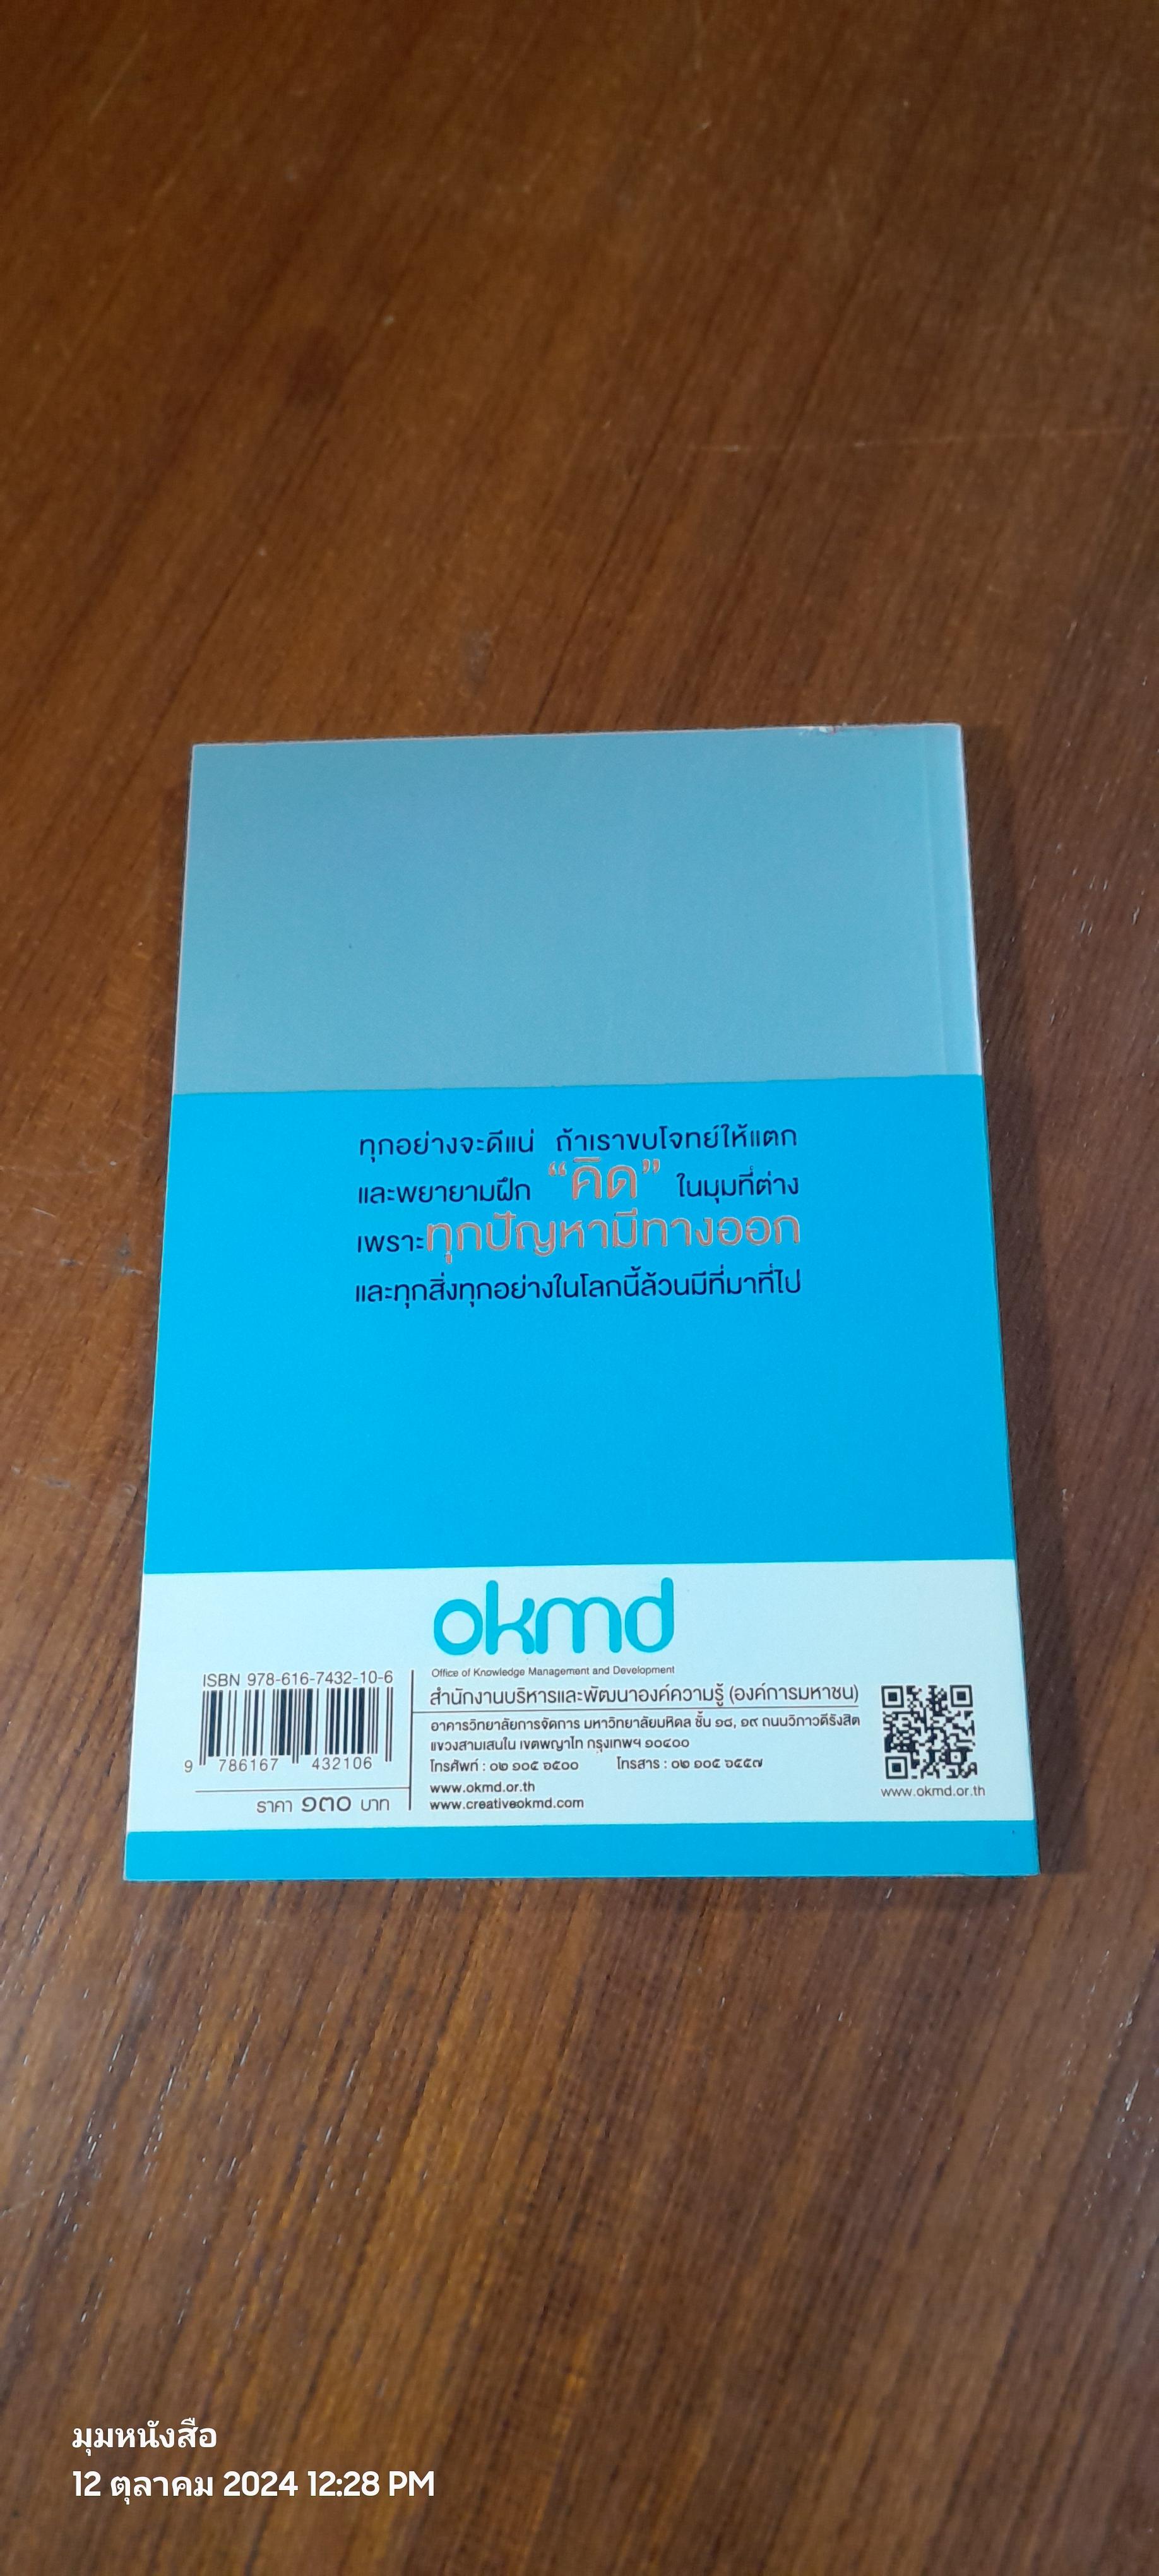 ทุกอย่างจะดีแน่ ถ้าเราขบโจทย์ให้แตก
และพยายามฝึก “คิด” ในมุมที่ต่าง
เพราะทุกปัญหามีทางออก
และทุกสิ่งทุกอย่างในโลกนี้ล้วนมีที่มาที่ไป
okmd
Office of Knowledge Management and Development
สำนักงานบริหารและพัฒนาองค์ความรู้ (องค์การมหาชน)
อาคารวิทยาลัยการจัดการ มหาวิทยาลัยมหิดล ชั้น ๑๘, ๑๙ ถนนวิภาวดีรังสิต
แขวงสามเสนใน เขตพญาไท กรุงเทพฯ ๑๐๔๐๐
โทรศัพท์ : ๐๒ ๑๐๕ ๖๕๐๐ โทรสาร : ๐๒ ๑๐๕ ๖๕๕๗
www.okmd.or.th
www.creativeokmd.com
ISBN 978-616-7432-10-6
9 786167 432106
ราคา ๑๓๐ บาท
www.okmd.or.th
มุมหนังสือ
12 ตุลาคม 2024 12:28 PM